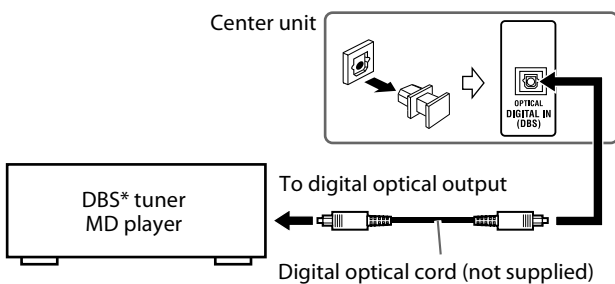 Center unit
OPTICAL
DIGITAL IN
(DBS)
To digital optical output
DBS* tuner
MD player
Digital optical cord (not supplied)